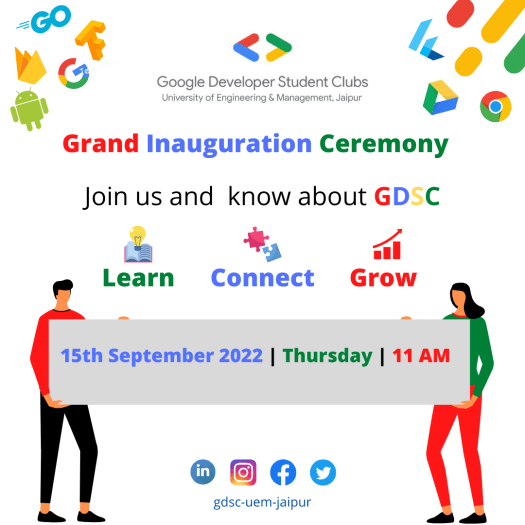 GO
Google Developer Student Clubs
University of Engineering & Management, Jaipur
Grand Inauguration Ceremony
Join us and know about GDSC
Learn Connect Grow
15th September 2022 | Thursday | 11 AM
in
gdsc-uem-jaipur